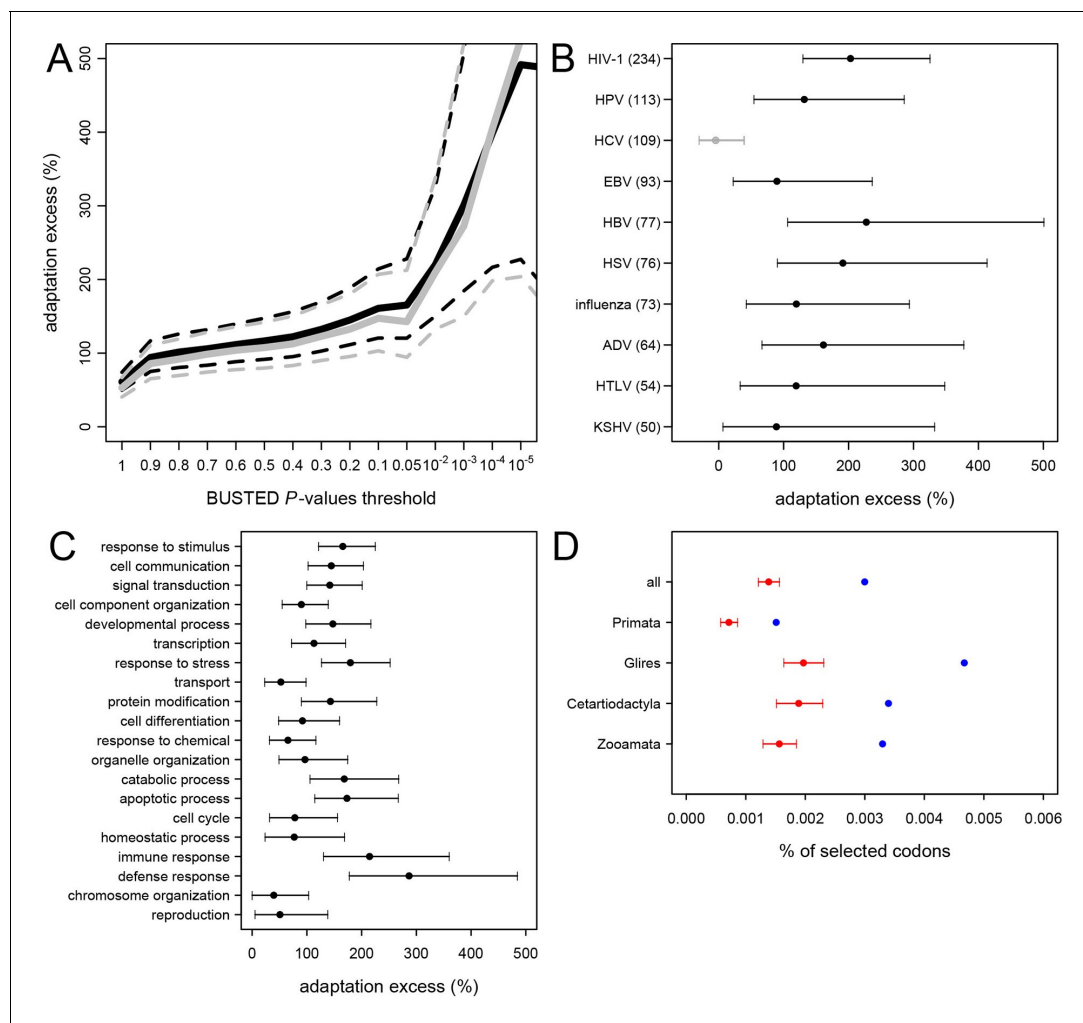 A
500
400
300
200
100
0
adaptation excess (%)
1 0.9 0.8 0.7 0.6 0.5 0.4 0.3 0.2 0.1 0.05 10⁻² 10⁻³ 10⁻⁴ 10⁻⁵
BUSTED P-values threshold
B
HIV-1 (234)
HPV (113)
HCV (109)
EBV (93)
HBV (77)
HSV (76)
influenza (73)
ADV (64)
HTLV (54)
KSHV (50)
0 100 200 300 400 500
adaptation excess (%)
C
response to stimulus
cell communication
signal transduction
cell component organization
developmental process
transcription
response to stress
transport
protein modification
cell differentiation
response to chemical
organelle organization
catabolic process
apoptotic process
cell cycle
homeostatic process
immune response
defense response
chromosome organization
reproduction
0 100 200 300 400 500
adaptation excess (%)
D
all
Primata
Glires
Cetartiodactyla
Zooamata
0.000 0.001 0.002 0.003 0.004 0.005 0.006
% of selected codons